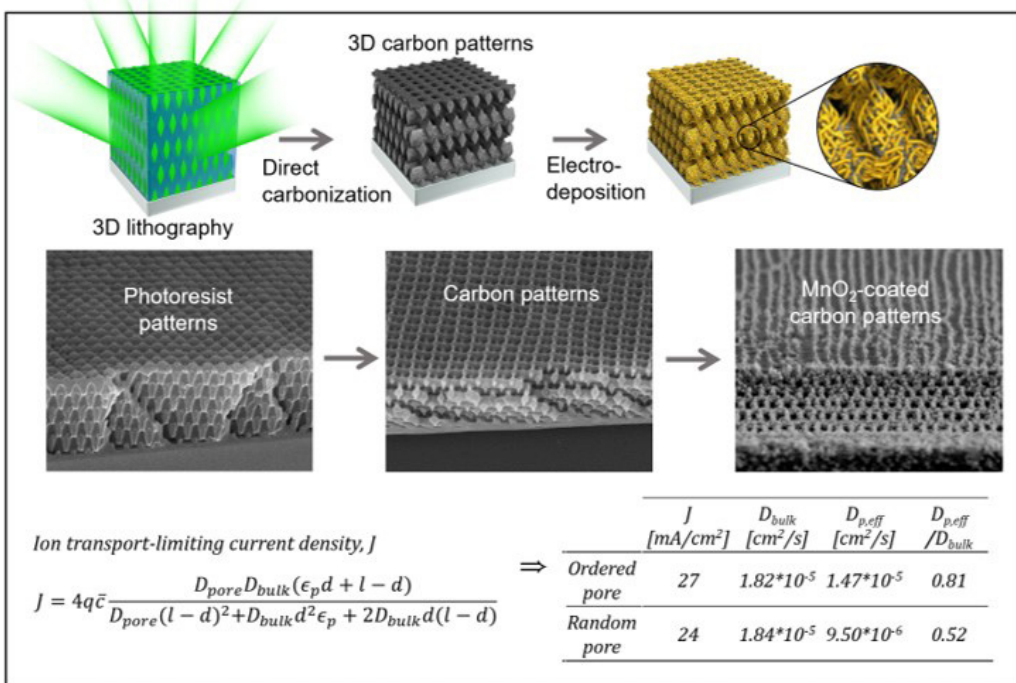 3D carbon patterns
Direct
carbonization
Electro-
deposition
3D lithography
Photoresist
patterns
Carbon patterns
MnO₂-coated
carbon patterns
Ion transport-limiting current density, J
J = 4qc̄ D_pore D_bulk(ϵ_p d + l − d) / D_pore(l − d)²+D_bulk d²ϵ_p + 2D_bulk d(l − d)
⇒
J D_bulk D_p,eff D_p,eff
[mA/cm²] [cm²/s] [cm²/s] /D_bulk
Ordered
pore 27 1.82*10⁻⁵ 1.47*10⁻⁵ 0.81
Random
pore 24 1.84*10⁻⁵ 9.50*10⁻⁶ 0.52